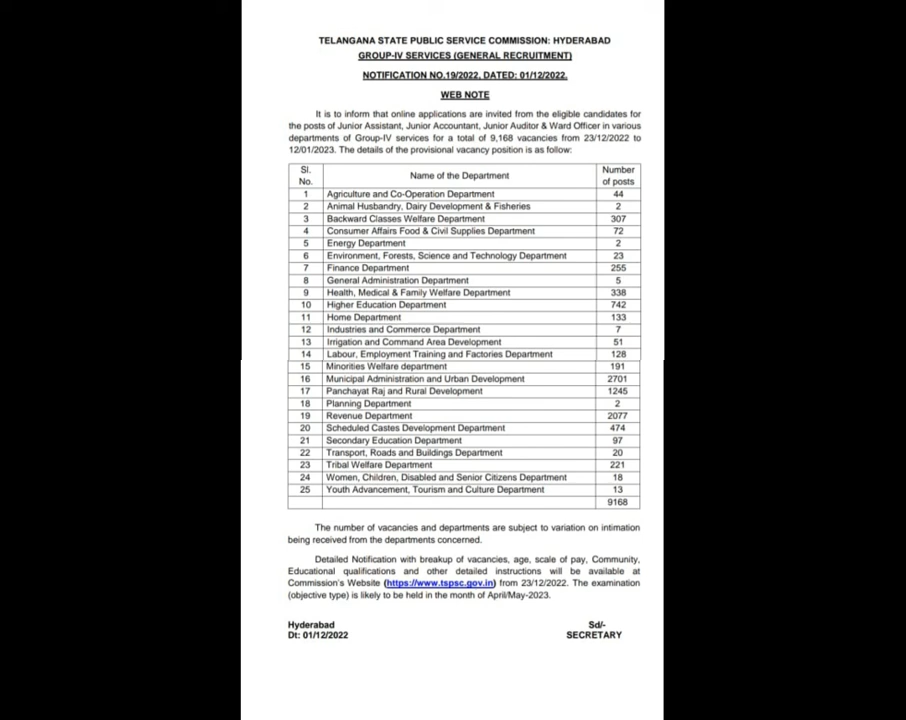 TELANGANA STATE PUBLIC SERVICE COMMISSION: HYDERABAD
GROUP-IV SERVICES (GENERAL RECRUITMENT)
NOTIFICATION NO.19/2022, DATED: 01/12/2022.
WEB NOTE
It is to inform that online applications are invited from the eligible candidates for
the posts of Junior Assistant, Junior Accountant, Junior Auditor & Ward Officer in various
departments of Group-IV services for a total of 9,168 vacancies from 23/12/2022 to
12/01/2023. The details of the provisional vacancy position is as follow:
Sl. No. Name of the Department Number of posts
1 Agriculture and Co-Operation Department 44
2 Animal Husbandry, Dairy Development & Fisheries 2
3 Backward Classes Welfare Department 307
4 Consumer Affairs Food & Civil Supplies Department 72
5 Energy Department 2
6 Environment, Forests, Science and Technology Department 23
7 Finance Department 255
8 General Administration Department 5
9 Health, Medical & Family Welfare Department 338
10 Higher Education Department 742
11 Home Department 133
12 Industries and Commerce Department 7
13 Irrigation and Command Area Development 51
14 Labour, Employment Training and Factories Department 128
15 Minorities Welfare department 191
16 Municipal Administration and Urban Development 2701
17 Panchayat Raj and Rural Development 1245
18 Planning Department 2
19 Revenue Department 2077
20 Scheduled Castes Development Department 474
21 Secondary Education Department 97
22 Transport, Roads and Buildings Department 20
23 Tribal Welfare Department 221
24 Women, Children, Disabled and Senior Citizens Department 18
25 Youth Advancement, Tourism and Culture Department 13
9168
The number of vacancies and departments are subject to variation on intimation
being received from the departments concerned.
Detailed Notification with breakup of vacancies, age, scale of pay, Community,
Educational qualifications and other detailed instructions will be available at
Commission's Website (https://www.tspsc.gov.in) from 23/12/2022. The examination
(objective type) is likely to be held in the month of April/May-2023.
Hyderabad Sd/-
Dt: 01/12/2022 SECRETARY